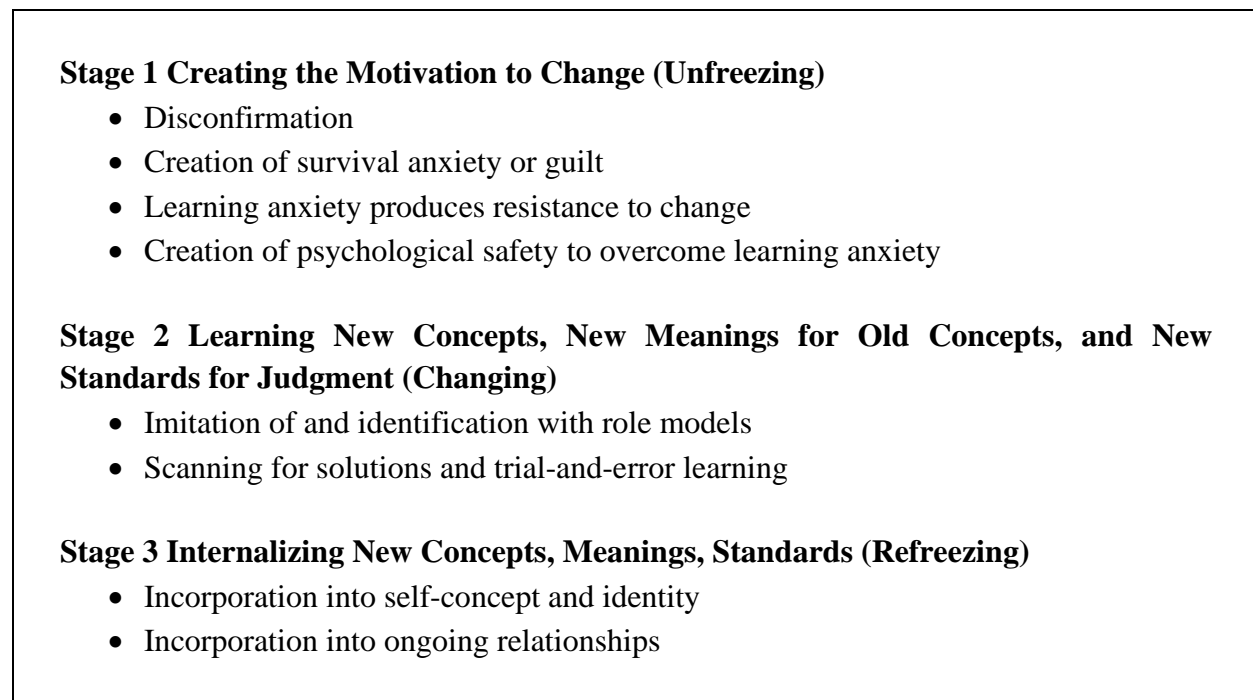 Stage 1 Creating the Motivation to Change (Unfreezing)
• Disconfirmation
• Creation of survival anxiety or guilt
• Learning anxiety produces resistance to change
• Creation of psychological safety to overcome learning anxiety
Stage 2 Learning New Concepts, New Meanings for Old Concepts, and New
Standards for Judgment (Changing)
• Imitation of and identification with role models
• Scanning for solutions and trial-and-error learning
Stage 3 Internalizing New Concepts, Meanings, Standards (Refreezing)
• Incorporation into self-concept and identity
• Incorporation into ongoing relationships